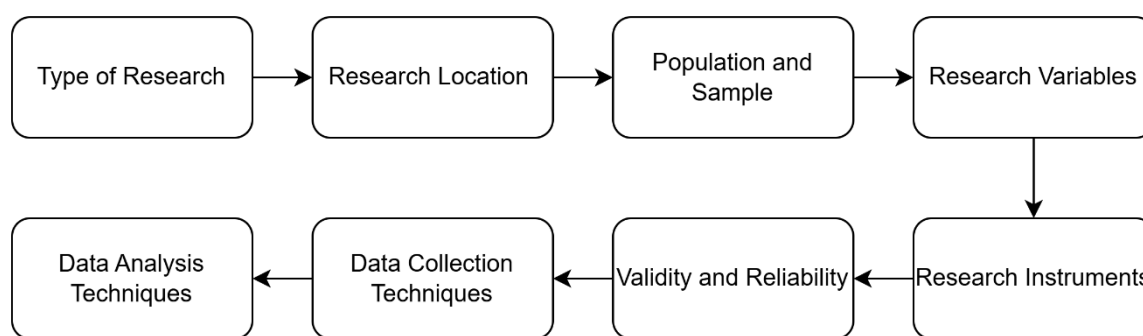 Type of Research
Research Location
Population and
Sample
Research Variables
Research Instruments
Validity and Reliability
Data Collection
Techniques
Data Analysis
Techniques